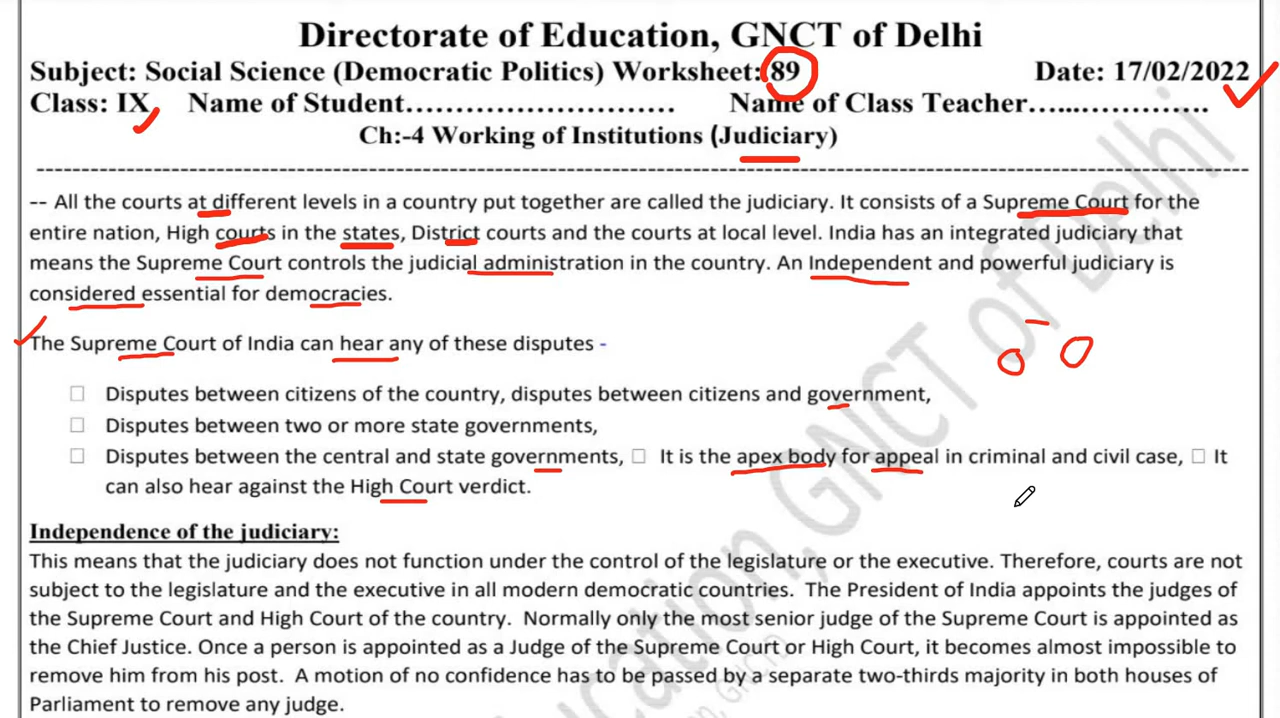 Directorate of Education, GNCT of Delhi
Subject: Social Science (Democratic Politics) Worksheet: 89 Date: 17/02/2022
Class: IX, Name of Student……………………… Name of Class Teacher…...………….
Ch:-4 Working of Institutions (Judiciary)
-- All the courts at different levels in a country put together are called the judiciary. It consists of a Supreme Court for the
entire nation, High courts in the states, District courts and the courts at local level. India has an integrated judiciary that
means the Supreme Court controls the judicial administration in the country. An Independent and powerful judiciary is
considered essential for democracies.
The Supreme Court of India can hear any of these disputes -
□ Disputes between citizens of the country, disputes between citizens and government,
□ Disputes between two or more state governments,
□ Disputes between the central and state governments, □ It is the apex body for appeal in criminal and civil case, □ It
can also hear against the High Court verdict.
Independence of the judiciary:
This means that the judiciary does not function under the control of the legislature or the executive. Therefore, courts are not
subject to the legislature and the executive in all modern democratic countries. The President of India appoints the judges of
the Supreme Court and High Court of the country. Normally only the most senior judge of the Supreme Court is appointed as
the Chief Justice. Once a person is appointed as a Judge of the Supreme Court or High Court, it becomes almost impossible to
remove him from his post. A motion of no confidence has to be passed by a separate two-thirds majority in both houses of
Parliament to remove any judge.